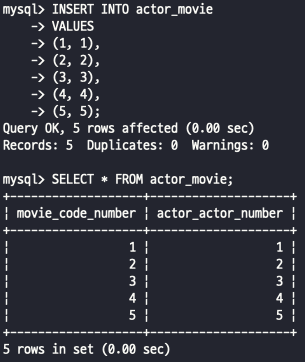 mysql> INSERT INTO actor_movie
    -> VALUES
    -> (1, 1),
    -> (2, 2),
    -> (3, 3),
    -> (4, 4),
    -> (5, 5);
Query OK, 5 rows affected (0.00 sec)
Records: 5  Duplicates: 0  Warnings: 0

mysql> SELECT * FROM actor_movie;
+-------------------+--------------------+
| movie_code_number | actor_actor_number |
+-------------------+--------------------+
|                 1 |                  1 |
|                 2 |                  2 |
|                 3 |                  3 |
|                 4 |                  4 |
|                 5 |                  5 |
+-------------------+--------------------+
5 rows in set (0.00 sec)